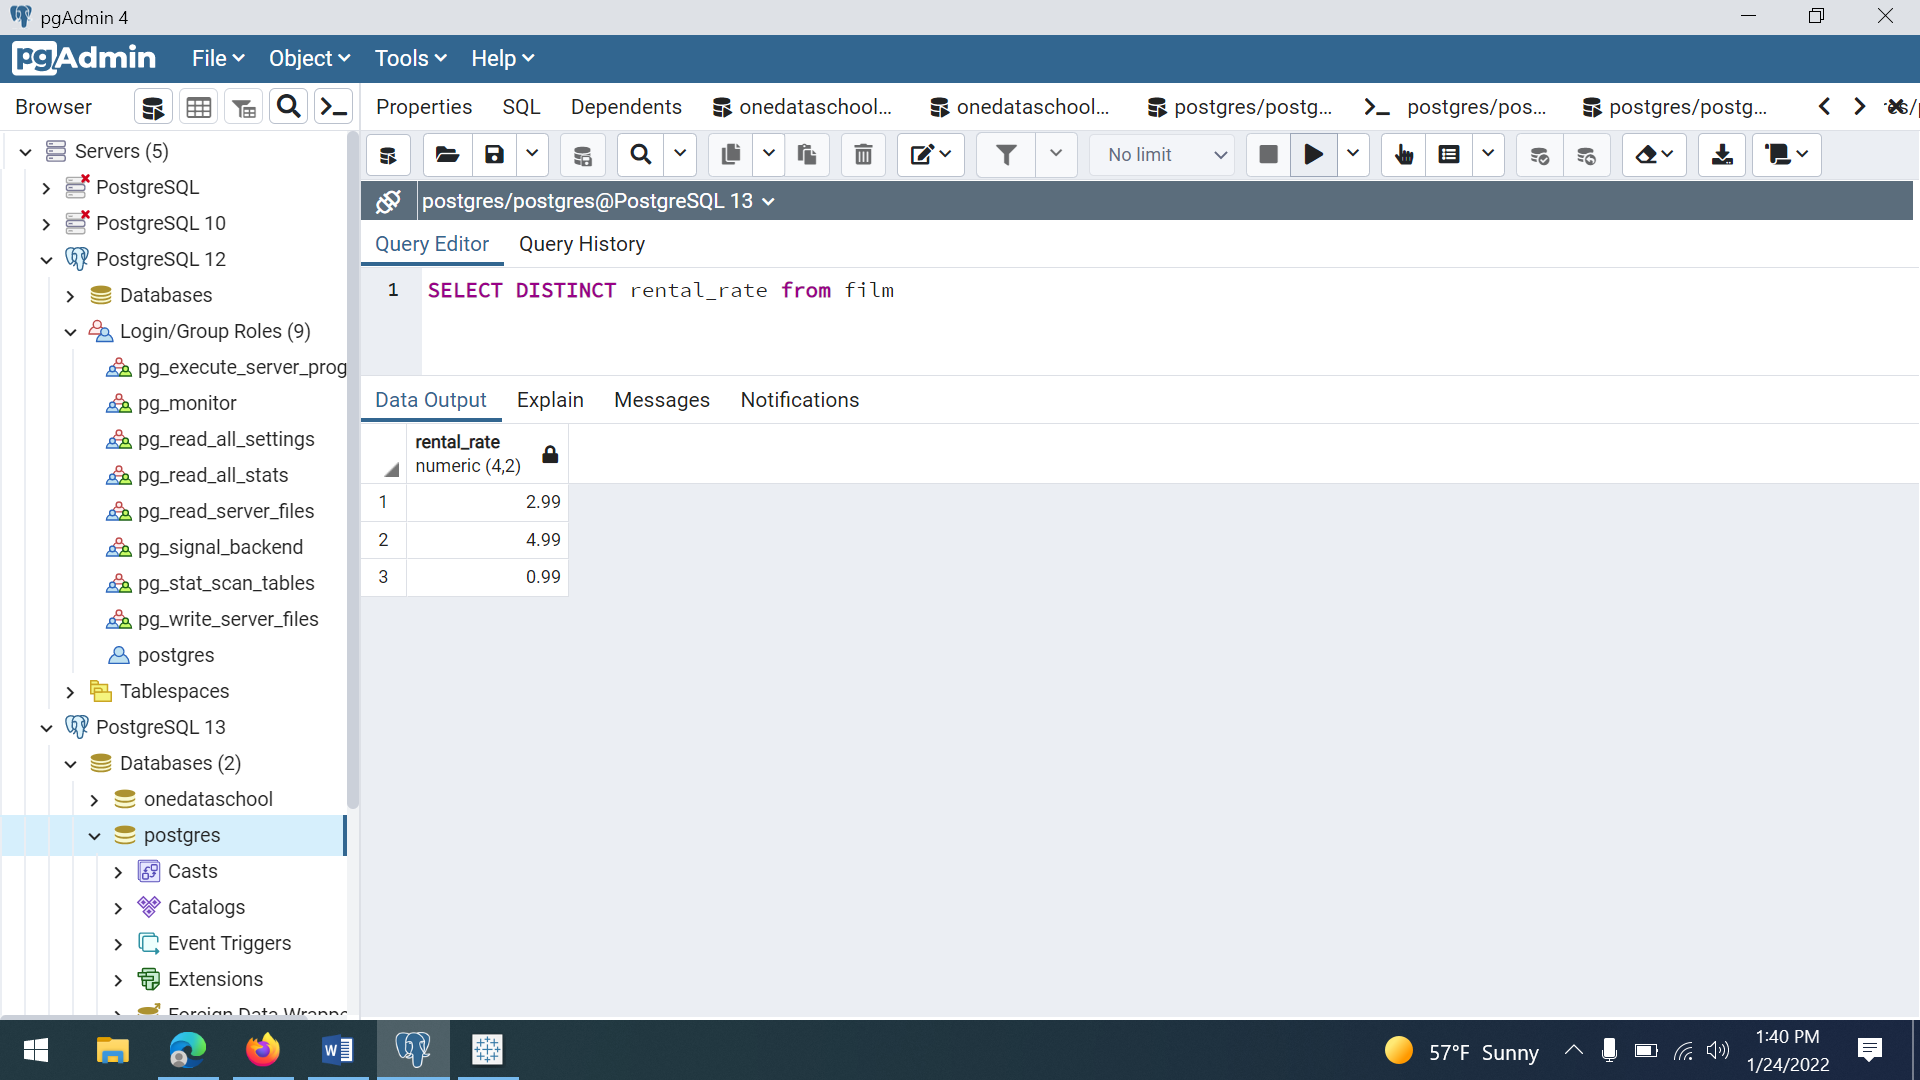 pgAdmin 4
pgAdmin File Object Tools Help
Browser
Properties SQL Dependents onedataschool... onedataschool... postgres/postg... postgres/pos... postgres/postg...
No limit
postgres/postgres@PostgreSQL 13
Query Editor Query History
1 SELECT DISTINCT rental_rate from film
Data Output Explain Messages Notifications
rental_rate
numeric (4,2)
1 2.99
2 4.99
3 0.99
Servers (5)
PostgreSQL
PostgreSQL 10
PostgreSQL 12
Databases
Login/Group Roles (9)
pg_execute_server_prog
pg_monitor
pg_read_all_settings
pg_read_all_stats
pg_read_server_files
pg_signal_backend
pg_stat_scan_tables
pg_write_server_files
postgres
Tablespaces
PostgreSQL 13
Databases (2)
onedataschool
postgres
Casts
Catalogs
Event Triggers
Extensions
Foreign Data Wrappe
57°F Sunny
1:40 PM
1/24/2022